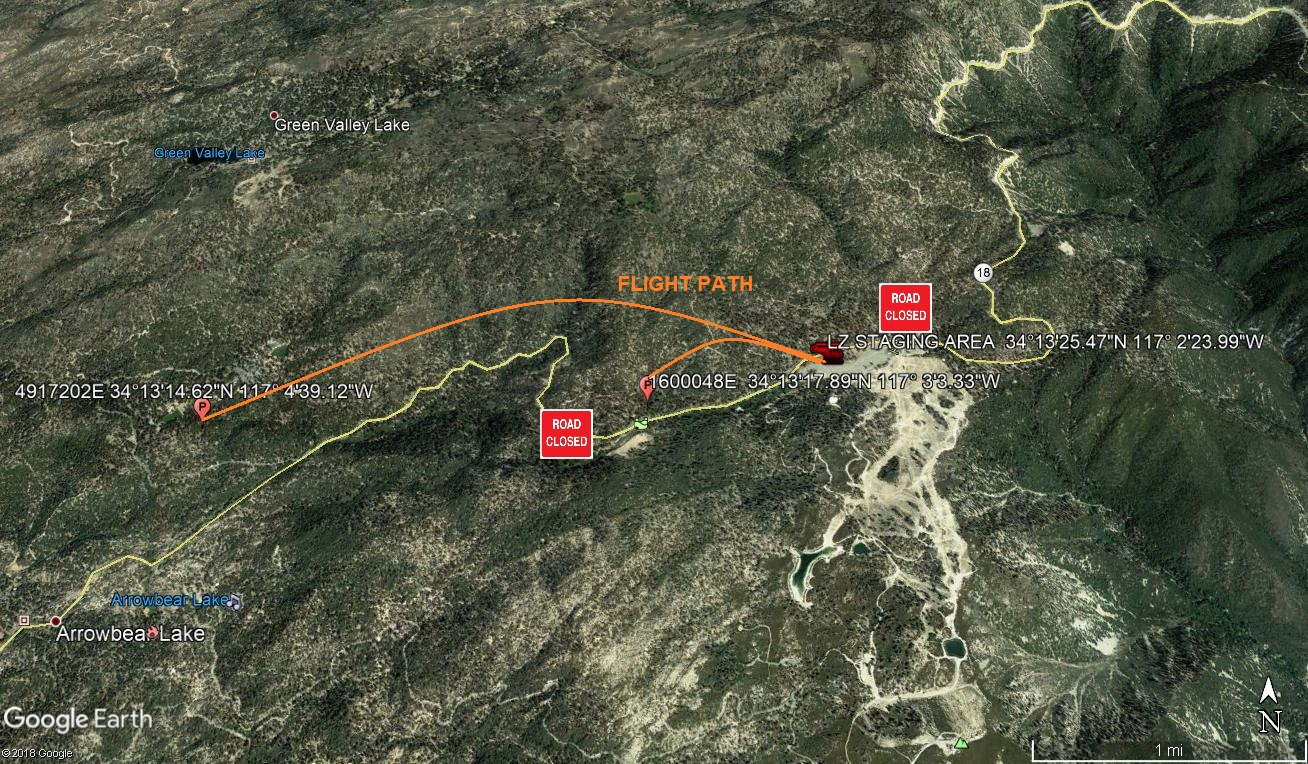 Green Valley Lake
Green Valley Lake
FLIGHT PATH
18
ROAD
CLOSED
LZ STAGING AREA 34°13'25.47"N 117° 2'23.99"W
4917202E 34°13'14.62"N 117° 4'39.12"W
P
P
1600048E 34°13'17.89"N 117° 3'3.33"W
ROAD
CLOSED
Arrowbear Lake
Arrowbear Lake
Google Earth
©2018 Google
N
1 mi